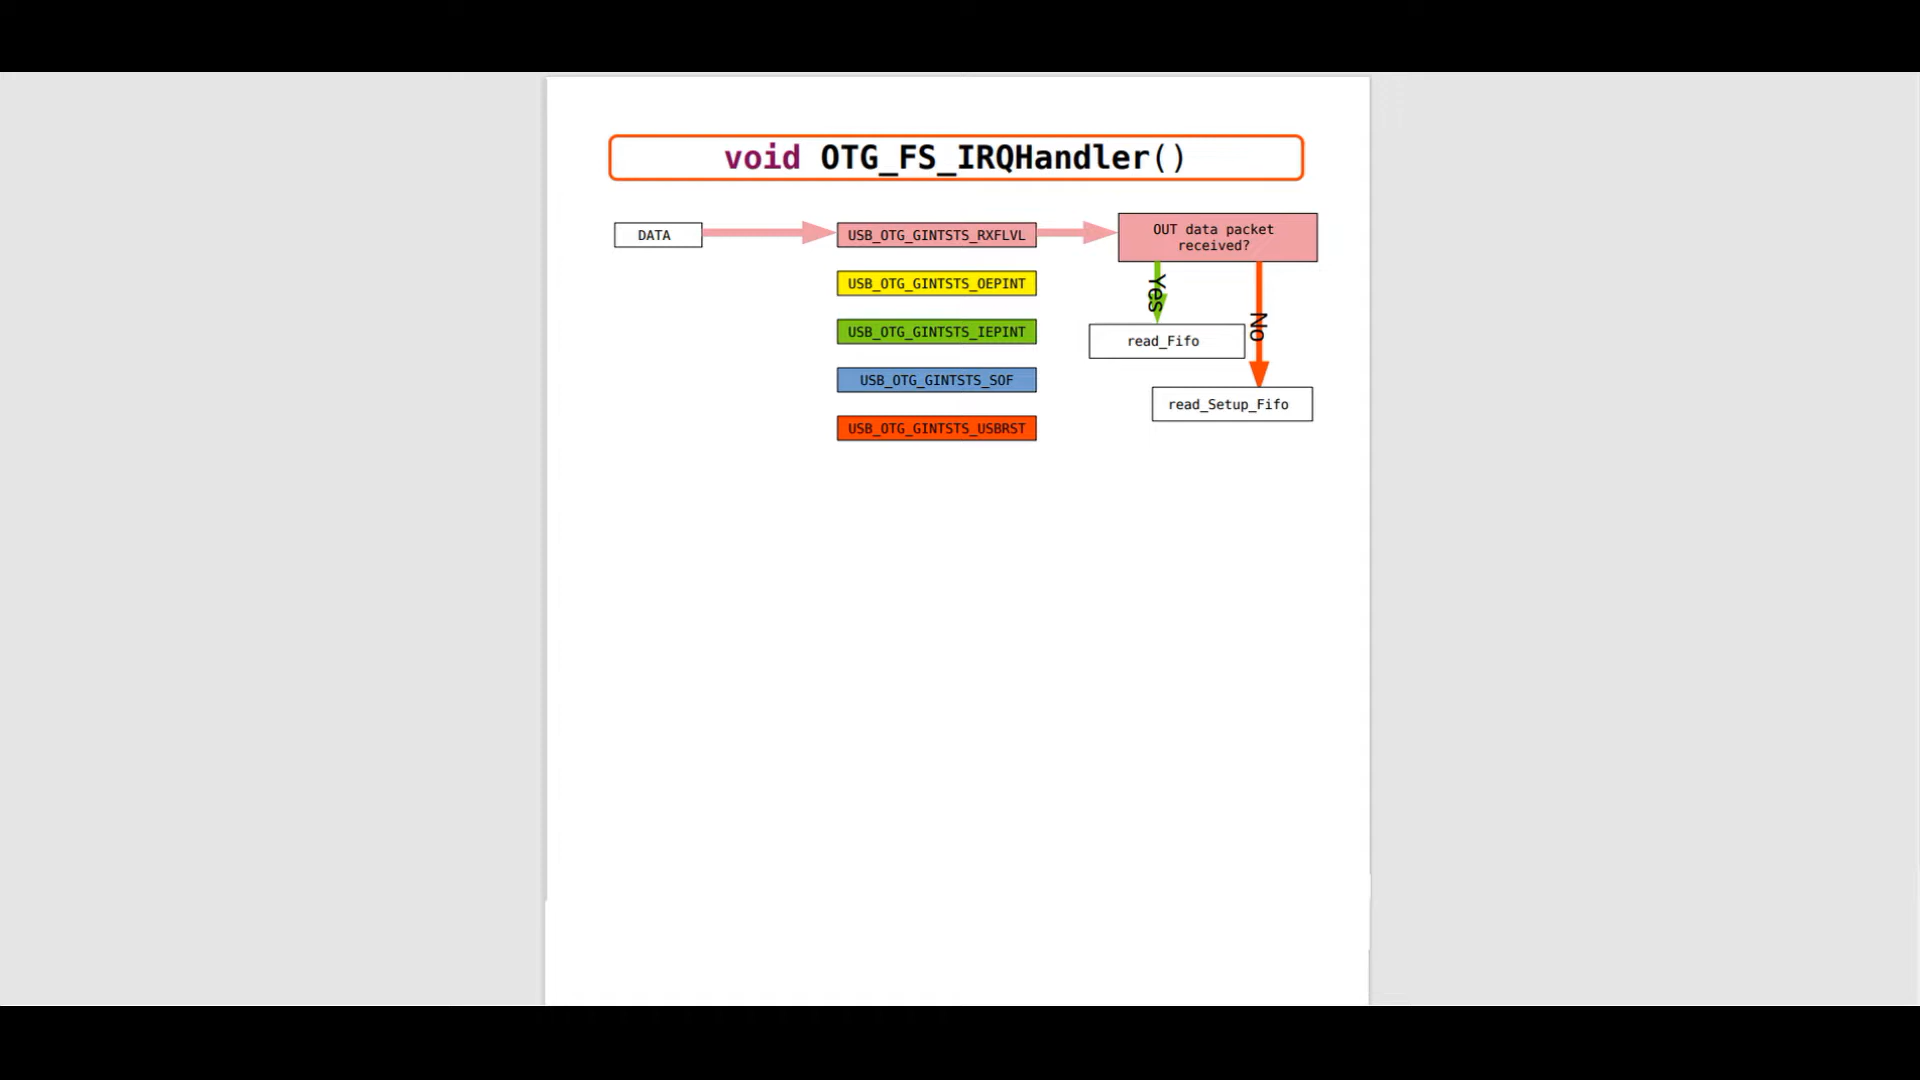 void OTG_FS_IRQHandler()
DATA
USB_OTG_GINTSTS_RXFLVL
OUT data packet
received?
USB_OTG_GINTSTS_OEPINT
Yes
USB_OTG_GINTSTS_IEPINT
No
read_Fifo
USB_OTG_GINTSTS_SOF
read_Setup_Fifo
USB_OTG_GINTSTS_USBRST